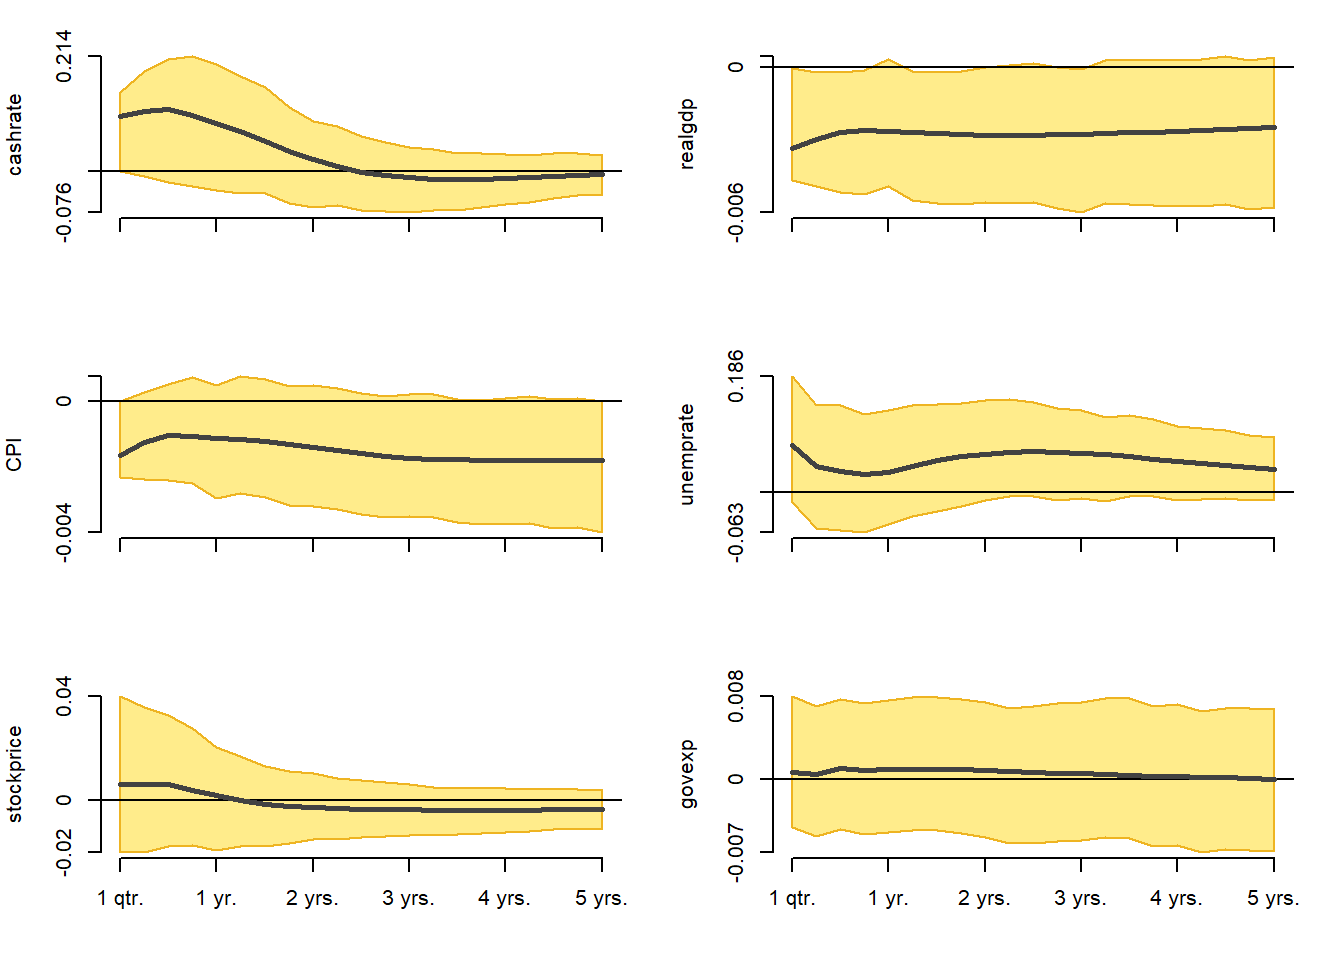 cashrate
0.214
-0.076
realgdp
0
-0.006
CPI
0
-0.004
unemprate
0.186
-0.063
stockprice
0.04
0
-0.02
govexp
0.008
0
-0.007
1 qtr. 1 yr. 2 yrs. 3 yrs. 4 yrs. 5 yrs.
1 qtr. 1 yr. 2 yrs. 3 yrs. 4 yrs. 5 yrs.